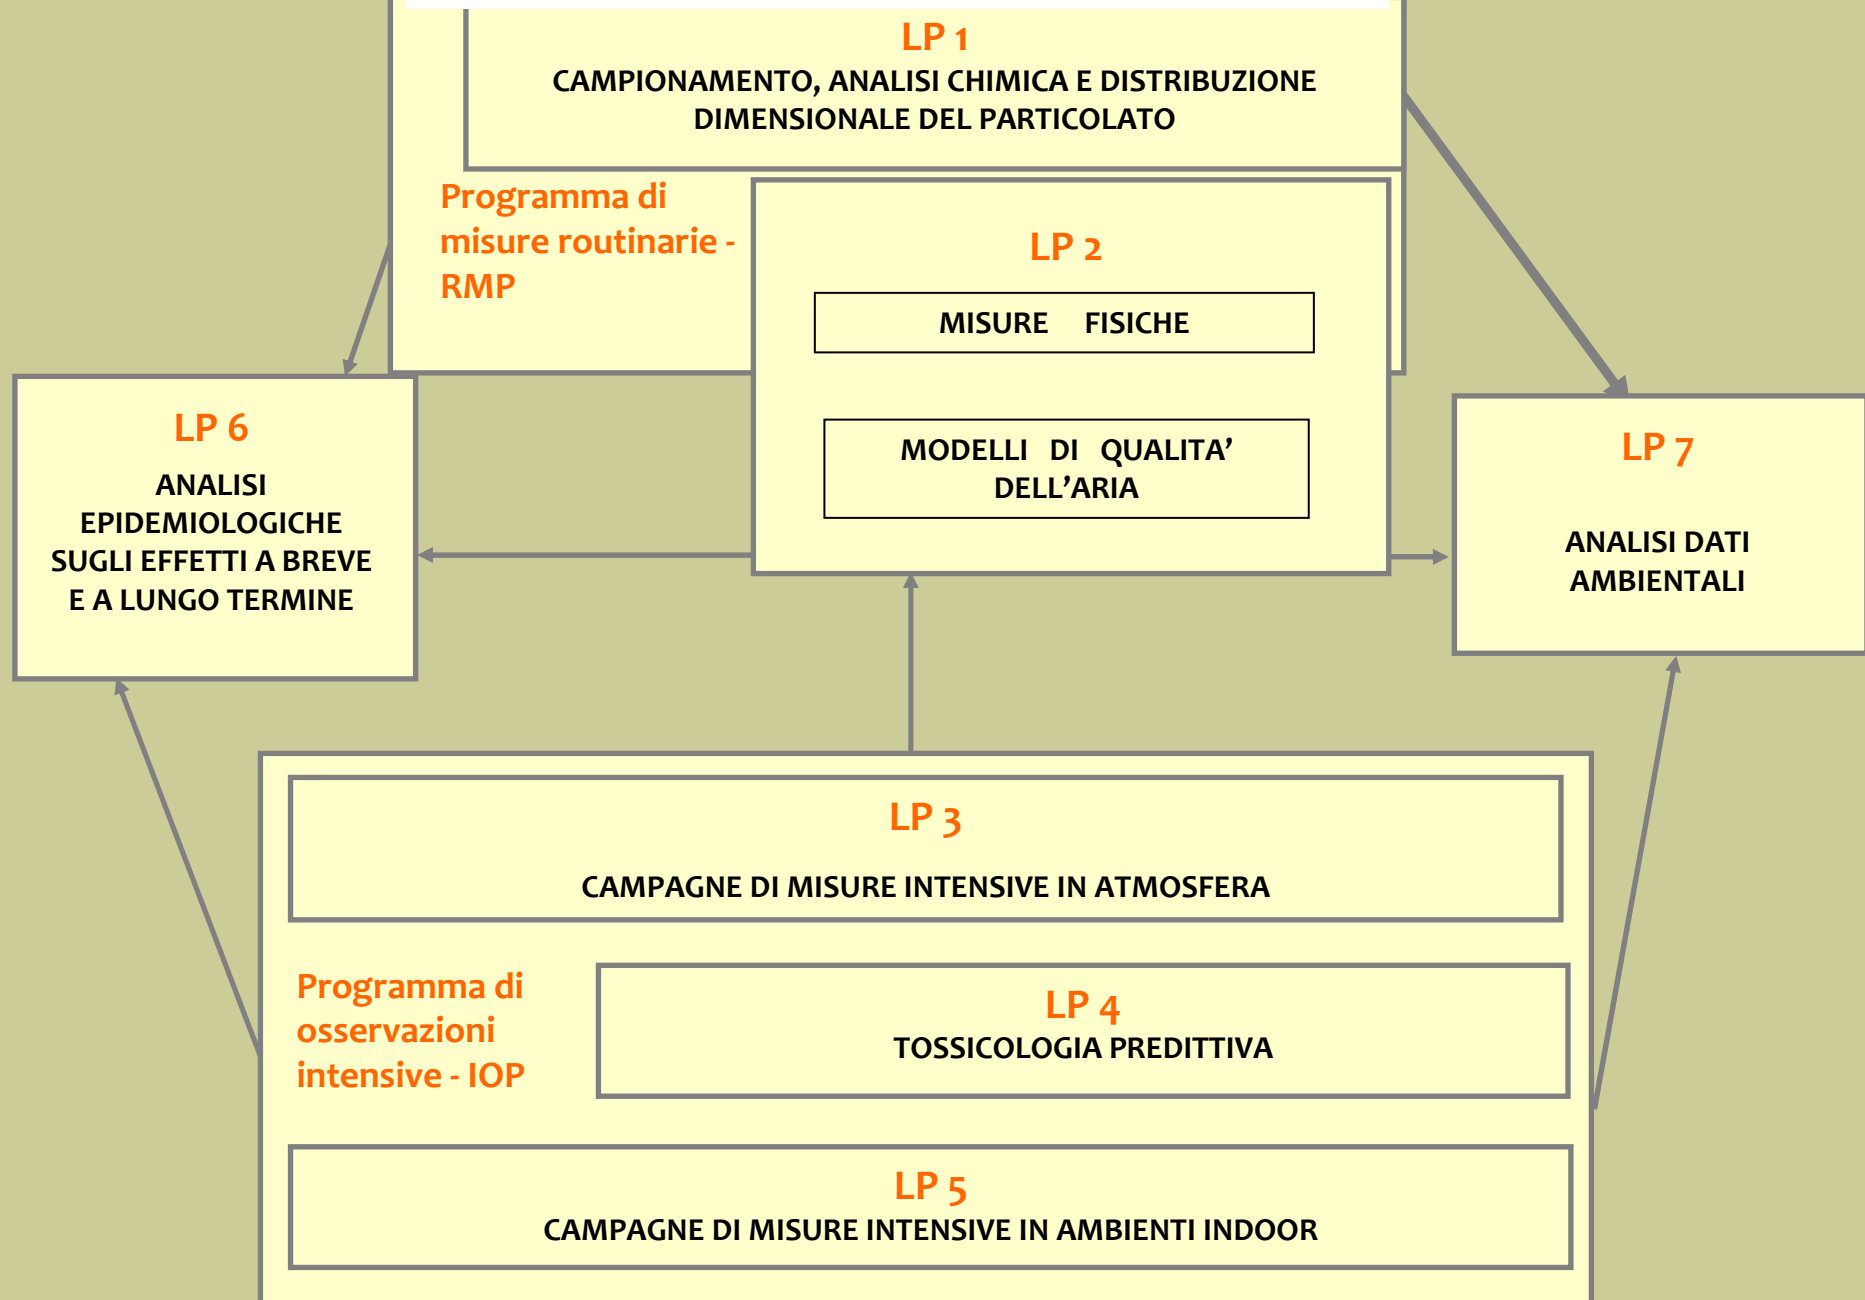 LP 1
CAMPIONAMENTO, ANALISI CHIMICA E DISTRIBUZIONE
DIMENSIONALE DEL PARTICOLATO
Programma di
misure routinarie -
RMP
LP 2
MISURE FISICHE
MODELLI DI QUALITA’
DELL’ARIA
LP 6
ANALISI
EPIDEMIOLOGICHE
SUGLI EFFETTI A BREVE
E A LUNGO TERMINE
LP 7
ANALISI DATI
AMBIENTALI
LP 3
CAMPAGNE DI MISURE INTENSIVE IN ATMOSFERA
Programma di
osservazioni
intensive - IOP
LP 4
TOSSICOLOGIA PREDITTIVA
LP 5
CAMPAGNE DI MISURE INTENSIVE IN AMBIENTI INDOOR